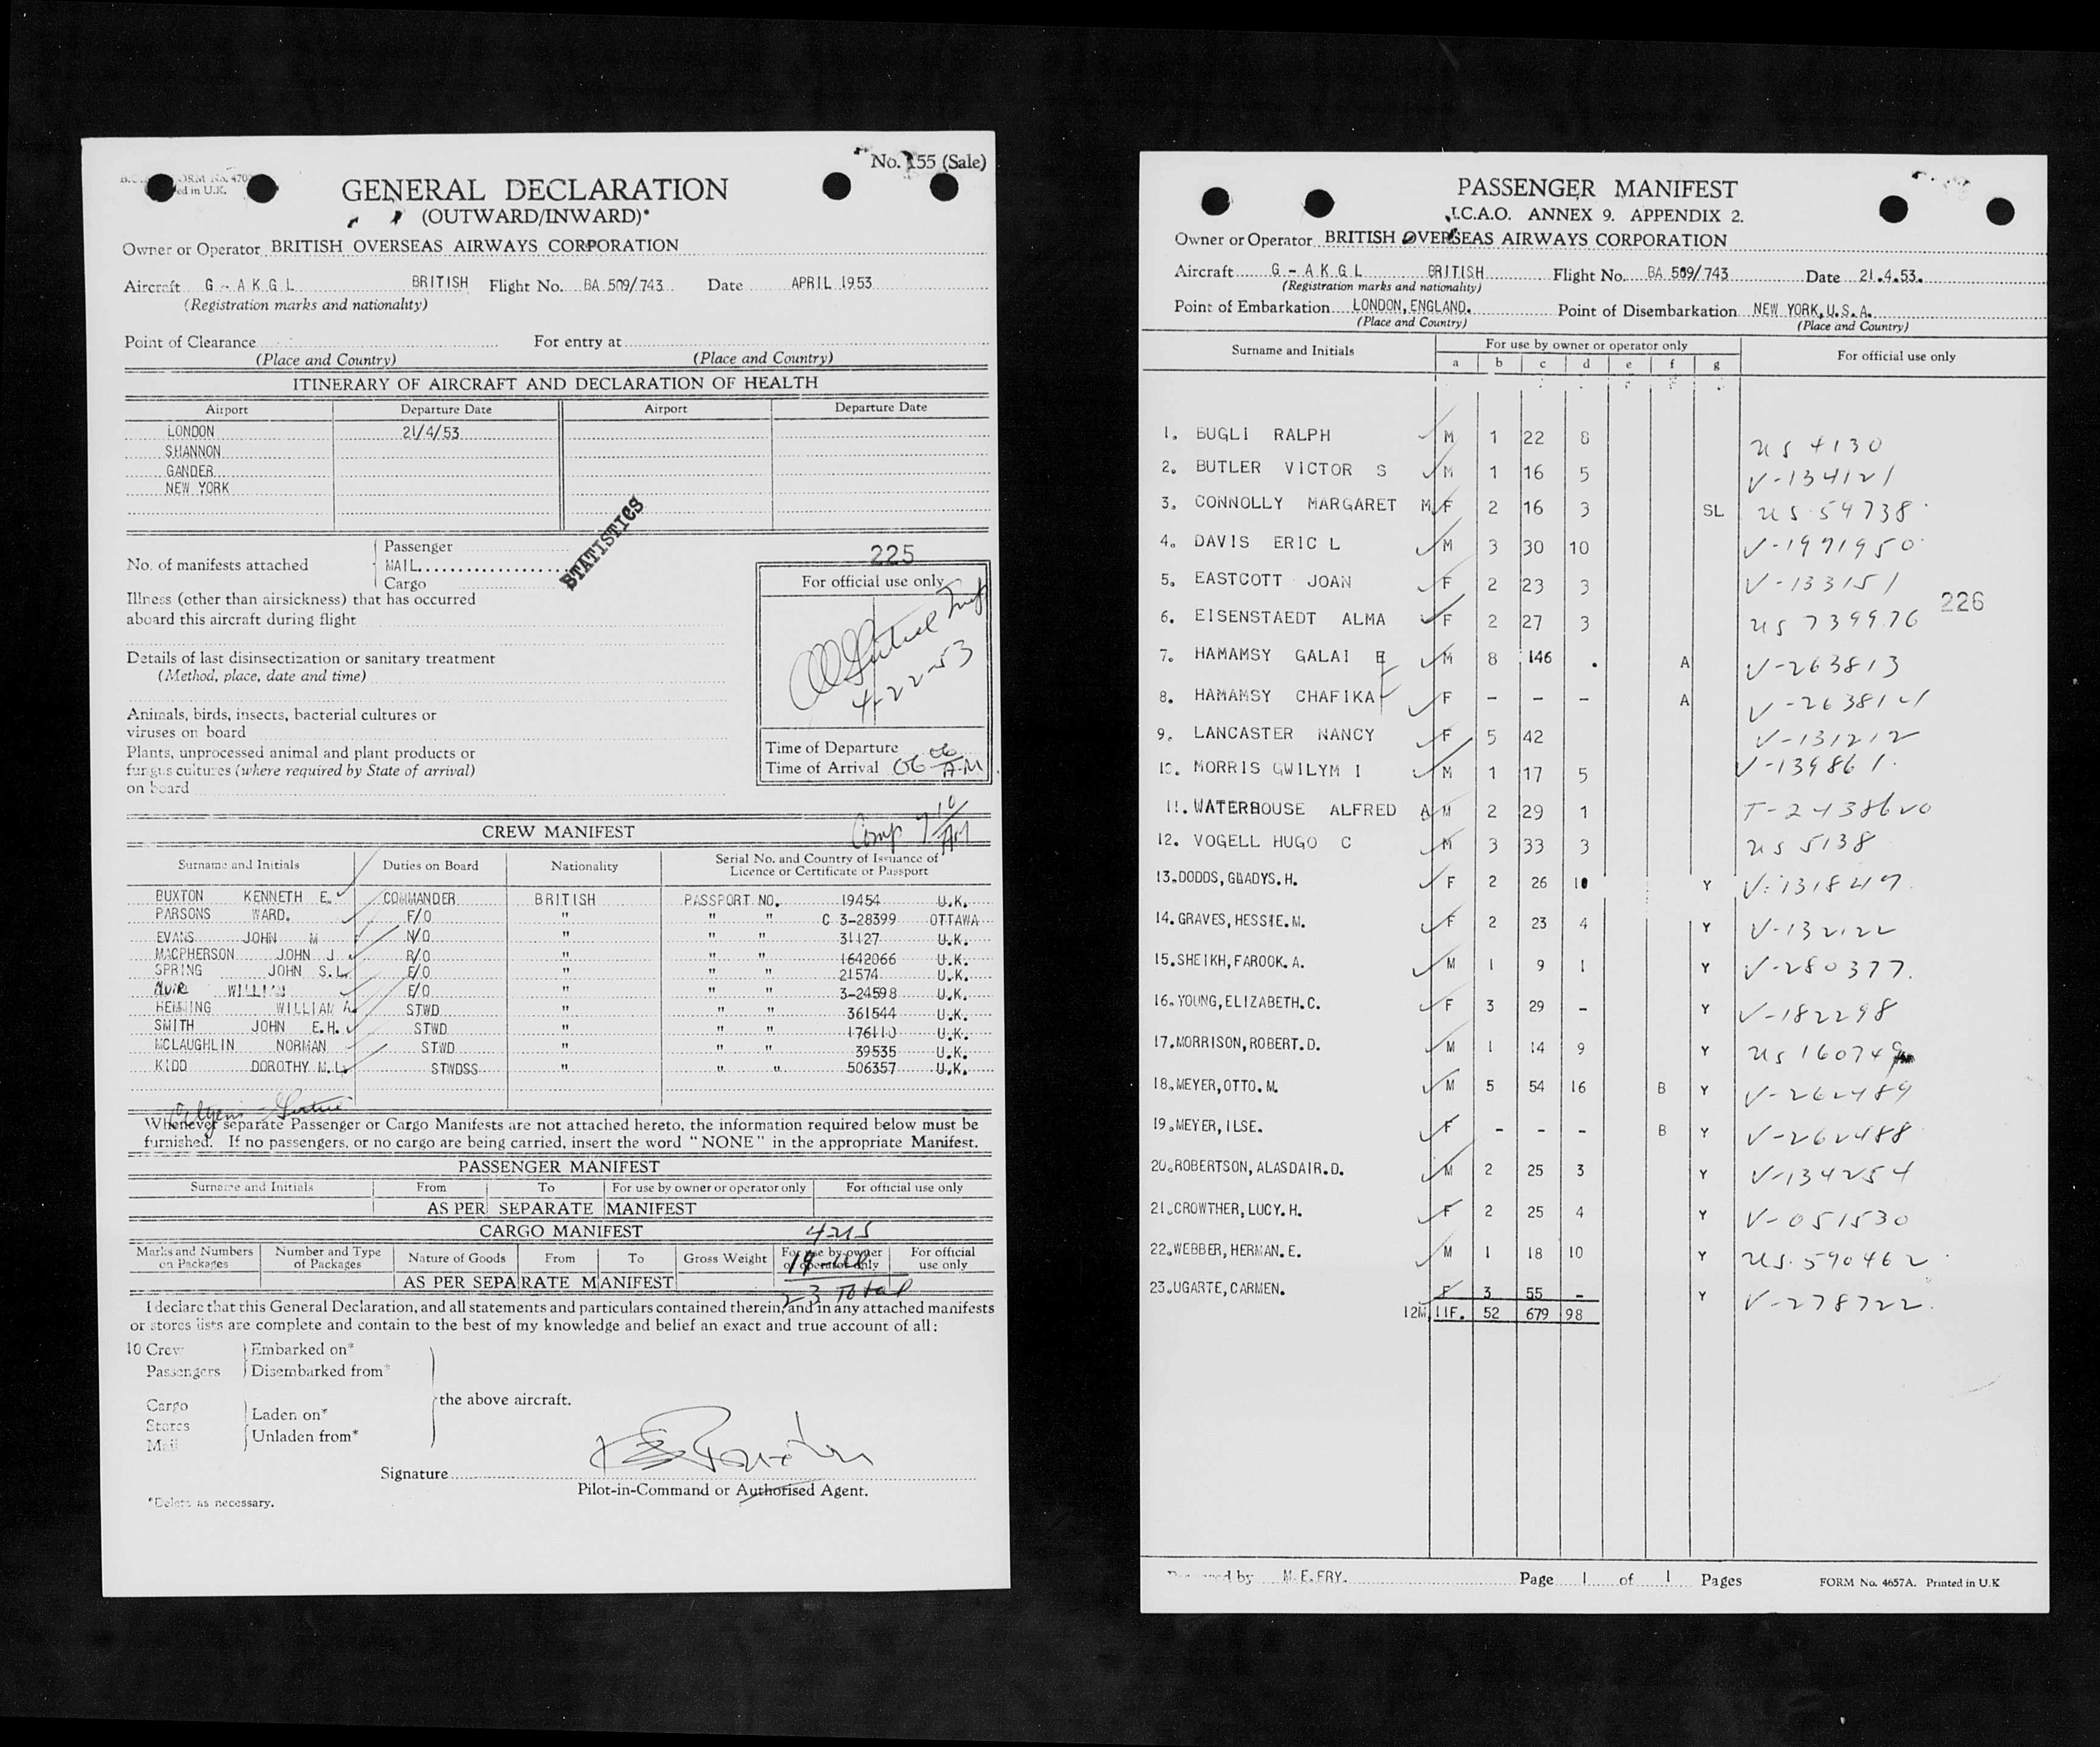 No. 155 (Sale)
GENERAL DECLARATION
(OUTWARD/INWARD)*
Owner or Operator BRITISH OVERSEAS AIRWAYS CORPORATION
Aircraft G-AKGL BRITISH Flight No. BA 509/743 Date APRIL 1953
(Registration marks and nationality)
Point of Clearance For entry at
(Place and Country) (Place and Country)
ITINERARY OF AIRCRAFT AND DECLARATION OF HEALTH
Airport Departure Date Airport Departure Date
LONDON 21/4/53
SHANNON
GANDER
NEW YORK
STATISTICS
No. of manifests attached
Passenger
MAIL
Cargo
225
For official use only
4-22-53
Illness (other than airsickness) that has occurred
aboard this aircraft during flight
Details of last disinsectization or sanitary treatment
(Method, place, date and time)
Animals, birds, insects, bacterial cultures or
viruses on board
Plants, unprocessed animal and plant products or
fungus cultures (where required by State of arrival)
on board
Time of Departure
Time of Arrival 06 06 A.M
CREW MANIFEST
Surname and Initials Duties on Board Nationality Serial No. and Country of Issuance of Licence or Certificate or Passport
BUXTON KENNETH E. COMMANDER BRITISH PASSPORT NO. 19454 U.K.
PARSONS WARD. F/O " " " C 3-28399 OTTAWA
EVANS JOHN M N/O " " " 31127 U.K.
MACPHERSON JOHN J R/O " " " 1642066 U.K.
SPRING JOHN S.L. E/O " " " 21574 U.K.
MUIR WILLIAM E/O " " " 3-24598 U.K.
HEMMING WILLIAM A. STWD " " " 361544 U.K.
SMITH JOHN E.H. STWD " " " 176110 U.K.
MCLAUGHLIN NORMAN STWD " " " 39535 U.K.
KIDD DOROTHY M.L. STWDSS " " " 506357 U.K.
Whenever separate Passenger or Cargo Manifests are not attached hereto, the information required below must be
furnished. If no passengers, or no cargo are being carried, insert the word "NONE" in the appropriate Manifest.
PASSENGER MANIFEST
Surname and Initials From To For use by owner or operator only For official use only
AS PER SEPARATE MANIFEST
CARGO MANIFEST
Marks and Numbers on Packages Number and Type of Packages Nature of Goods From To Gross Weight For use by owner or operator only For official use only
AS PER SEPARATE MANIFEST
23 Total
I declare that this General Declaration, and all statements and particulars contained therein, and in any attached manifests
or stores lists are complete and contain to the best of my knowledge and belief an exact and true account of all:
10 Crew Embarked on*
Passengers Disembarked from*
the above aircraft.
Cargo
Stores
Mail
Laden on*
Unladen from*
Signature
Pilot-in-Command or Authorised Agent.
*Delete as necessary.
PASSENGER MANIFEST
I.C.A.O. ANNEX 9. APPENDIX 2.
Owner or Operator BRITISH OVERSEAS AIRWAYS CORPORATION
Aircraft G-AKGL BRITISH Flight No. BA 509/743 Date 21.4.53.
(Registration marks and nationality)
Point of Embarkation LONDON, ENGLAND. Point of Disembarkation NEW YORK, U.S.A.
(Place and Country) (Place and Country)
Surname and Initials For use by owner or operator only For official use only
a b c d e f g
1. BUGLI RALPH M 1 22 8 US 4130
2. BUTLER VICTOR S M 1 16 5 V-134121
3. CONNOLLY MARGARET M F 2 16 3 SL US 54738
4. DAVIS ERIC L M 3 30 10 V-1971950
5. EASTCOTT JOAN F 2 23 3 V-133151
226
6. EISENSTAEDT ALMA F 2 27 3 US 739976
7. HAMAMSY GALAI E M 8 146 . A V-263813
8. HAMAMSY CHAFIKA F - - - A V-263814
9. LANCASTER NANCY F 5 42 V-131212
10. MORRIS GWILYM I M 1 17 5 V-139861
11. WATERHOUSE ALFRED A M 2 29 1 T-2438620
12. VOGELL HUGO C M 3 33 3 US 5138
13. DODDS, GLADYS. H. F 2 26 10 Y V-131849
14. GRAVES, HESSIE. M. F 2 23 4 Y V-132122
15. SHEIKH, FAROOK. A. M 1 9 1 Y V-280377.
16. YOUNG, ELIZABETH. C. F 3 29 - Y V-182298
17. MORRISON, ROBERT. D. M 1 14 9 Y US 160749
18. MEYER, OTTO. M. M 5 54 16 B Y V-262489
19. MEYER, ILSE. F - - - B Y V-262488
20. ROBERTSON, ALASDAIR. D. M 2 25 3 Y V-134254
21. CROWTHER, LUCY. H. F 2 25 4 Y V-051530
22. WEBBER, HERMAN. E. M 1 18 10 Y US. 590462
23. UGARTE, CARMEN. F 3 55 - Y V-278722.
12M 11F. 52 679 98
by M.E.FRY. Page 1 of 1 Pages FORM No. 4657A. Printed in U.K